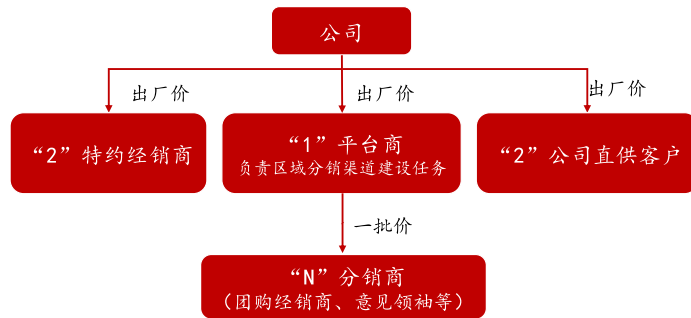 公司
出厂价
出厂价
出厂价
“2”特约经销商
“1”平台商
负责区域分销渠道建设任务
“2”公司直供客户
一批价
“N”分销商
（团购经销商、意见领袖等）